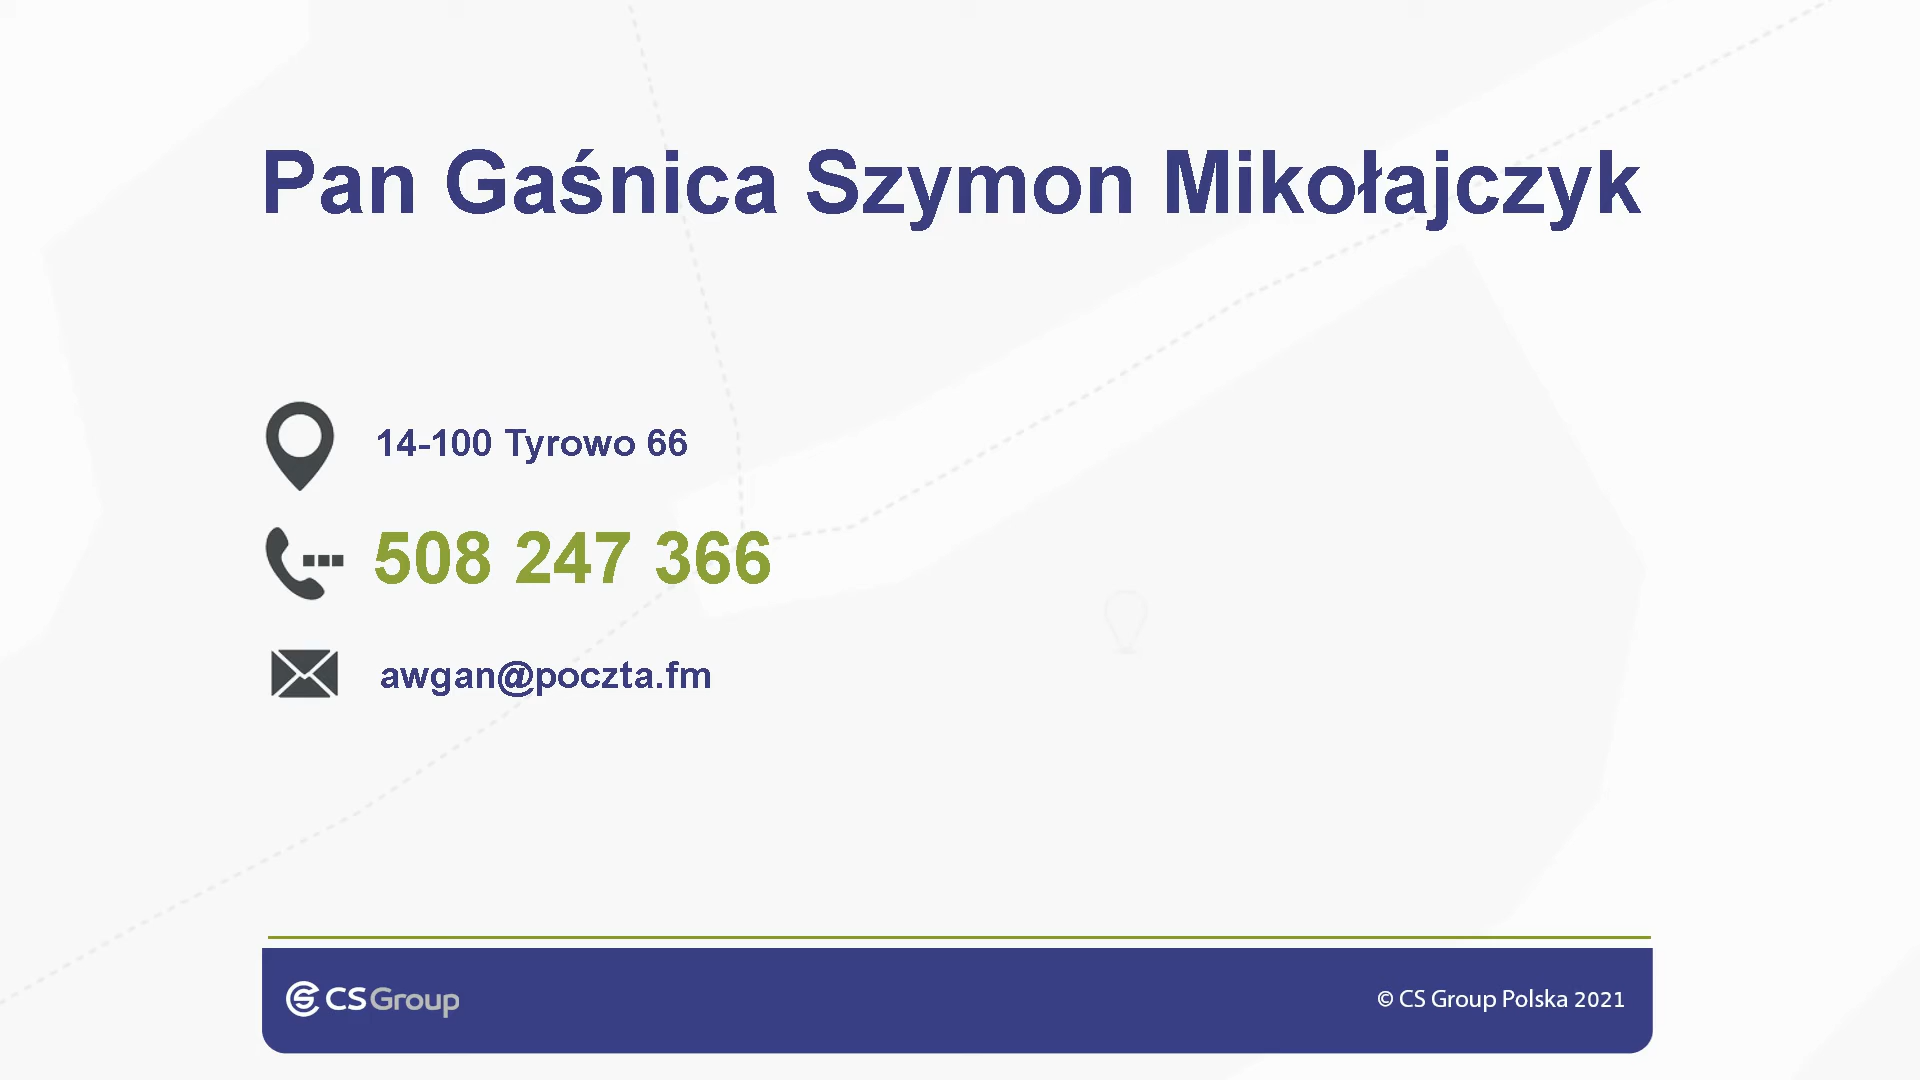 Pan Gaśnica Szymon Mikołajczyk
14-100 Tyrowo 66
508 247 366
awgan@poczta.fm
CSGroup
© CS Group Polska 2021